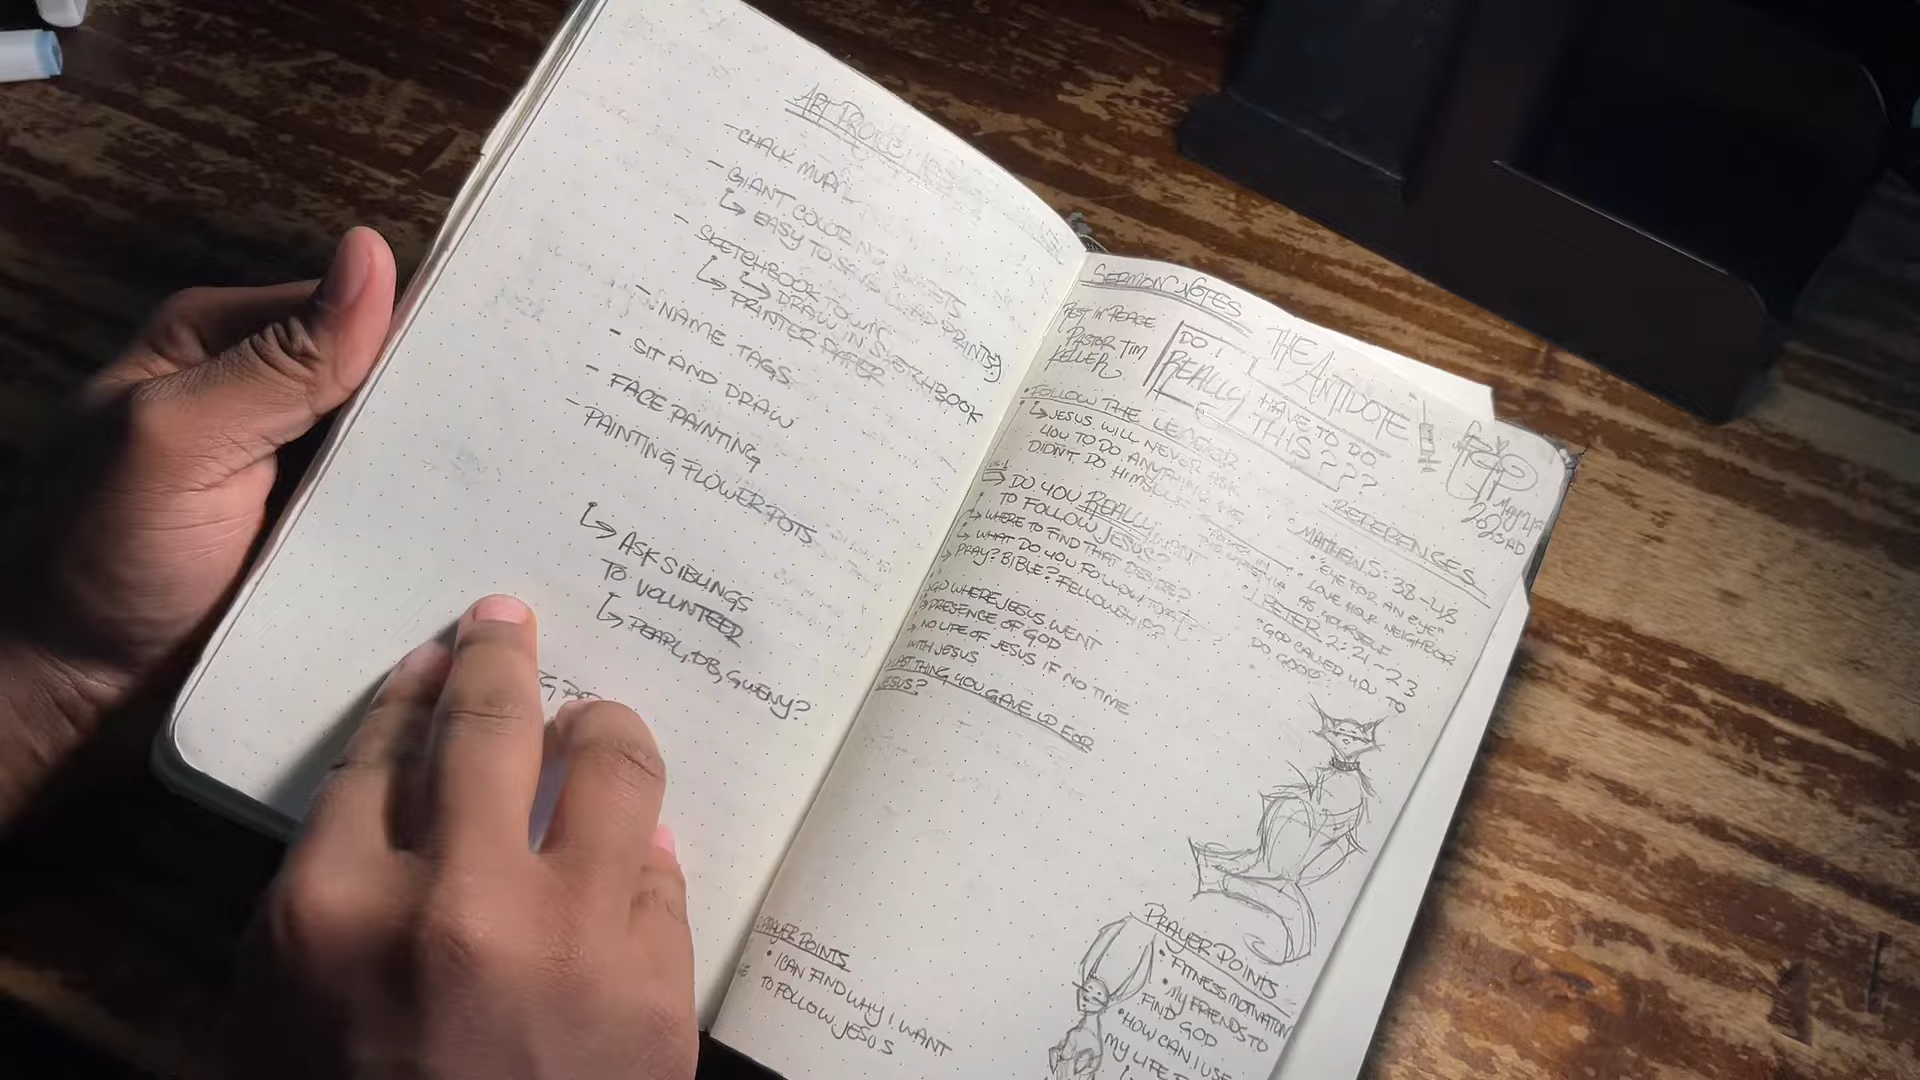 ART PROJECTS
- CHALK MURAL
- GIANT COLORING SHEETS
↳ EASY TO SAVE (AND PRINTS!)
- SKETCHBOOK TOWN
↳ DRAW IN SKETCHBOOK
↳ PRINTER PAPER
- NAME TAGS
- SIT AND DRAW
- FACE PAINTING
- PAINTING FLOWER POTS
↳ ASK SIBLINGS
TO VOLUNTEER
↳ PEARL, DB, GWENY?
SERMON NOTES
REST IN PEACE
PASTOR TIM
KELLER
THE ANTIDOTE
DO I
REALLY
HAVE TO DO
THIS???
May 21st
2023 AD
• FOLLOW THE LEADER
↳ JESUS WILL NEVER ASK
YOU TO DO ANYTHING HE
DIDN'T DO HIMSELF
↳ DO YOU REALLY WANT
TO FOLLOW JESUS?
↳ WHERE TO FIND THAT DESIRE?
↳ WHAT DO YOU FOLLOW
↳ PRAY? BIBLE? FELLOWSHIP?
GO WHERE JESUS WENT
PRESENCE OF GOD
NO LIFE OF JESUS IF NO TIME
WITH JESUS
LAST THING YOU GAVE UP FOR
JESUS?
REFERENCES
• MATTHEW 5:38-48
• "EYE FOR AN EYE"
• LOVE YOUR NEIGHBOR
AS YOURSELF
• 1 PETER 2:21-23
• "GOD CALLED YOU TO
DO GOOD"
PRAYER POINTS
• I CAN FIND WHY I WANT
TO FOLLOW JESUS
PRAYER POINTS
• FITNESS MOTIVATION
• MY FRIENDS TO
FIND GOD
• HOW CAN I USE
MY LIFE